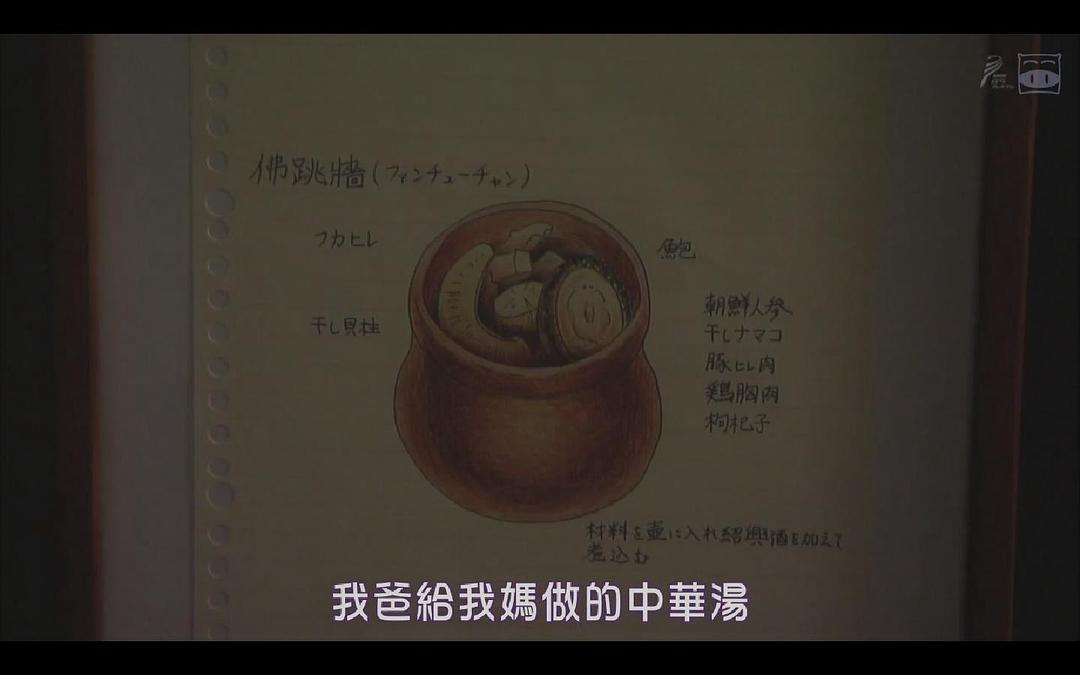 佛跳牆(ファンチューチャン)
フカヒレ
鮑
干し貝柱
朝鮮人参
干しナマコ
豚ヒレ肉
鶏胸肉
枸杞子
材料を壷に入れ紹興酒を加えて
煮込む
我爸給我媽做的中華湯